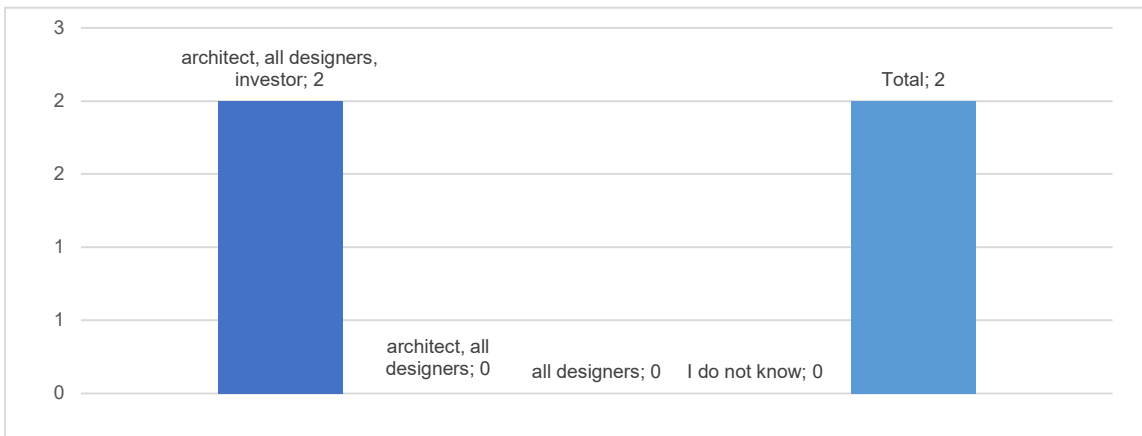 3
architect, all designers,
investor; 2
Total; 2
2
2
1
1
architect, all
designers; 0
all designers; 0
I do not know; 0
0